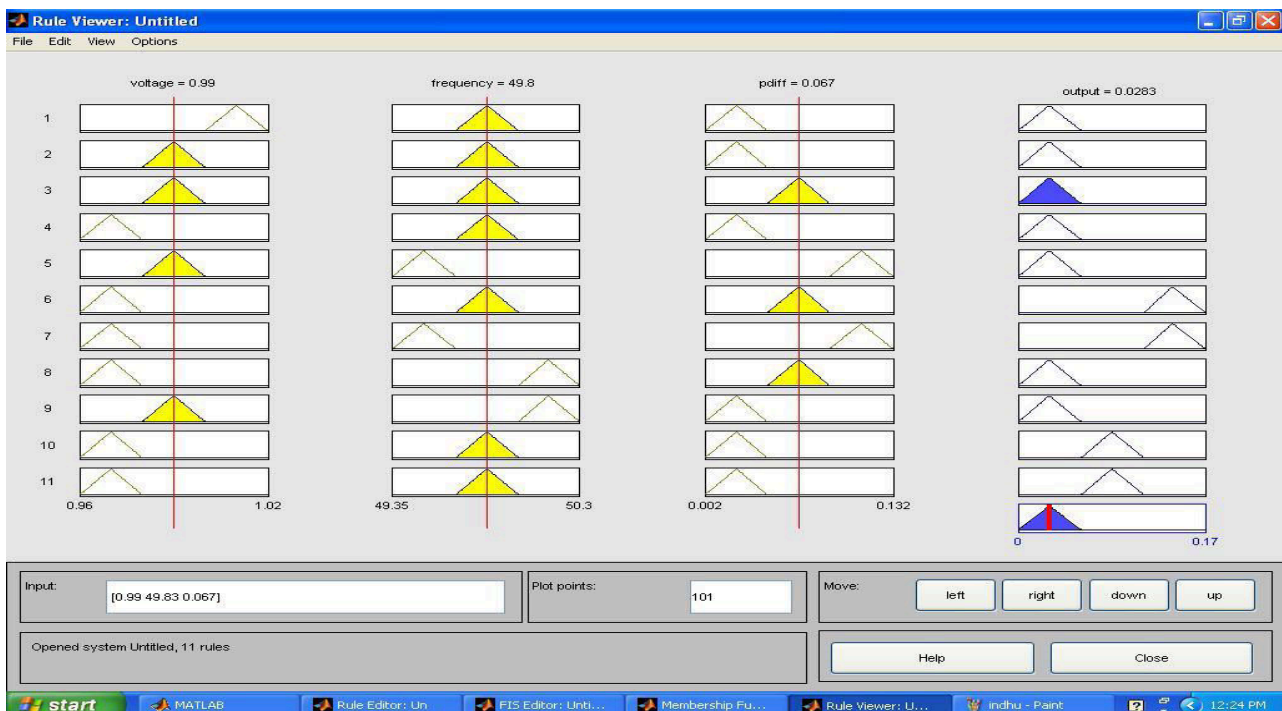 Rule Viewer: Untitled
File Edit View Options
voltage = 0.99 frequency = 49.8 pdiff = 0.067 output = 0.0283
1
2
3
4
5
6
7
8
9
10
11
0.96 1.02 49.35 50.3 0.002 0.132
0 0.17
Input: [0.99 49.83 0.067] Plot points: 101 Move: left right down up
Opened system Untitled, 11 rules
Help Close
start MATLAB Rule Editor: Un FIS Editor: Unti... Membership Fu... Rule Viewer: U... indhu - Paint ? 12:24 PM